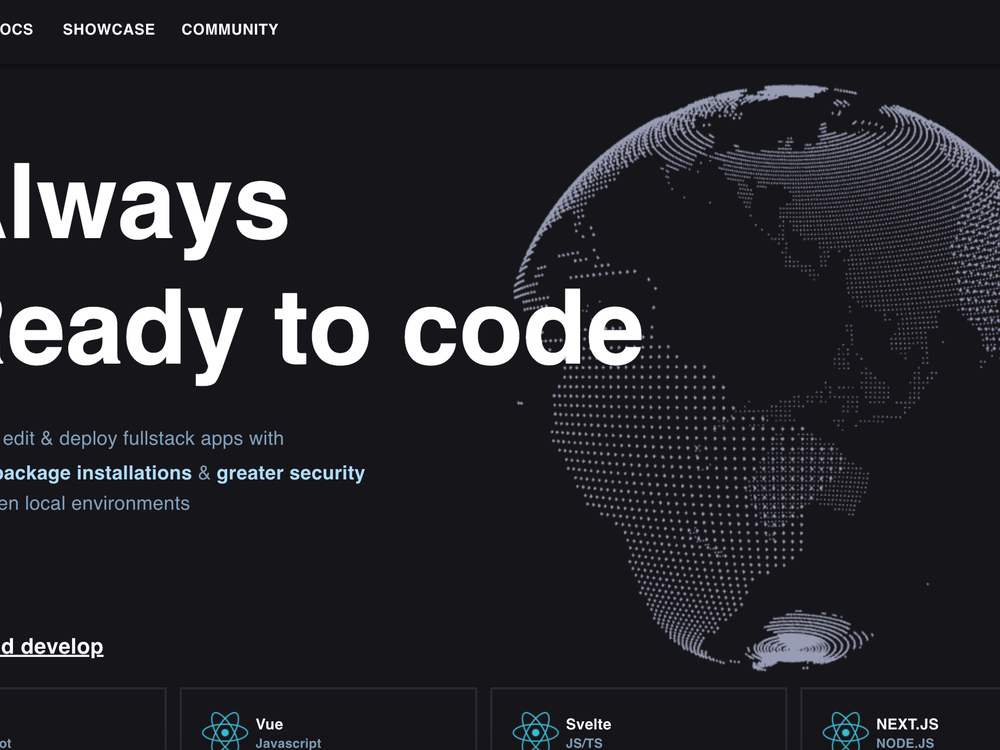 OCS SHOWCASE COMMUNITY
Always
Ready to code
edit & deploy fullstack apps with
package installations & greater security
en local environments
d develop
Vue Svelte NEXT.JS
ot Javascript JS/TS NODE.JS